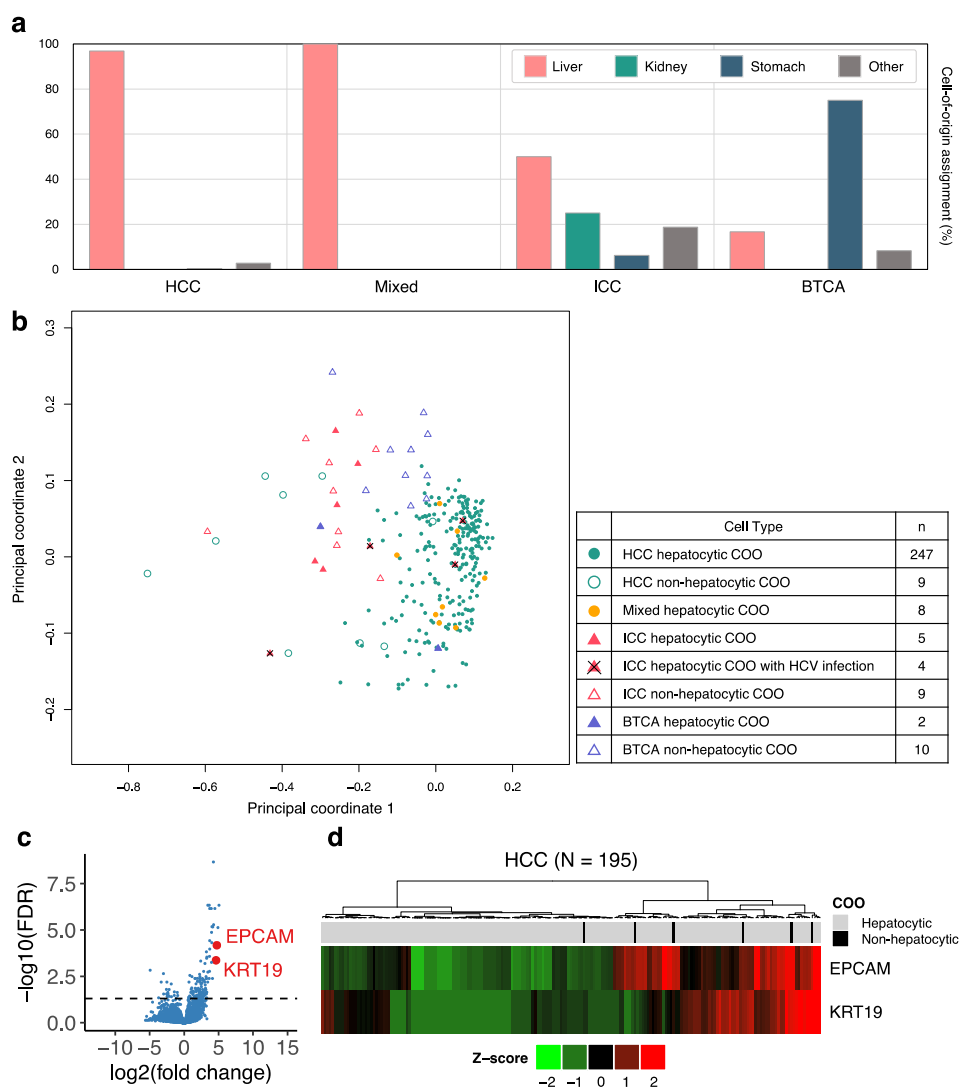 a
100
80
60
40
20
0
Liver
Kidney
Stomach
Other
Cell-of-origin assignment (%)
HCC
Mixed
ICC
BTCA
b
0.3
0.2
0.1
0.0
−0.1
−0.2
Principal coordinate 2
−0.8
−0.6
−0.4
−0.2
0.0
0.2
Principal coordinate 1
Cell Type n
HCC hepatocytic COO 247
HCC non-hepatocytic COO 9
Mixed hepatocytic COO 8
ICC hepatocytic COO 5
ICC hepatocytic COO with HCV infection 4
ICC non-hepatocytic COO 9
BTCA hepatocytic COO 2
BTCA non-hepatocytic COO 10
c
7.5
5.0
2.5
0.0
−log10(FDR)
EPCAM
KRT19
−10 −5 0 5 10 15
log2(fold change)
d
HCC (N = 195)
COO
Hepatocytic
Non−hepatocytic
EPCAM
KRT19
Z−score
−2 −1 0 1 2